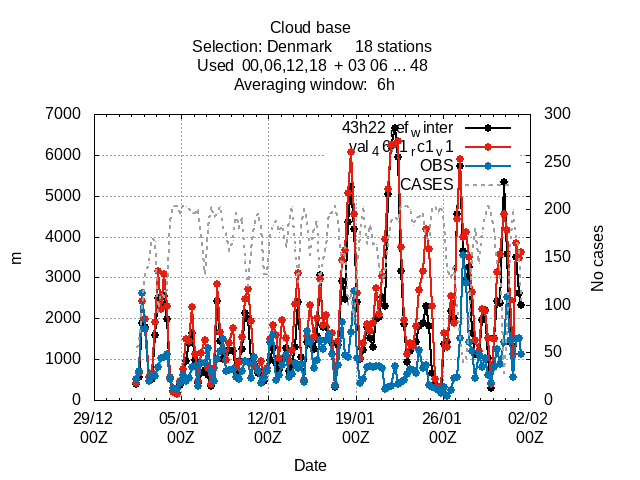 Cloud base
Selection: Denmark 18 stations
Used 00,06,12,18 + 03 06 ... 48
Averaging window: 6h
7000
6000
5000
4000
3000
2000
1000
0
m
300
250
200
150
100
50
0
No cases
OBS
CASES
29/12 05/01 12/01 19/01 26/01 02/02
00Z 00Z 00Z 00Z 00Z 00Z
Date